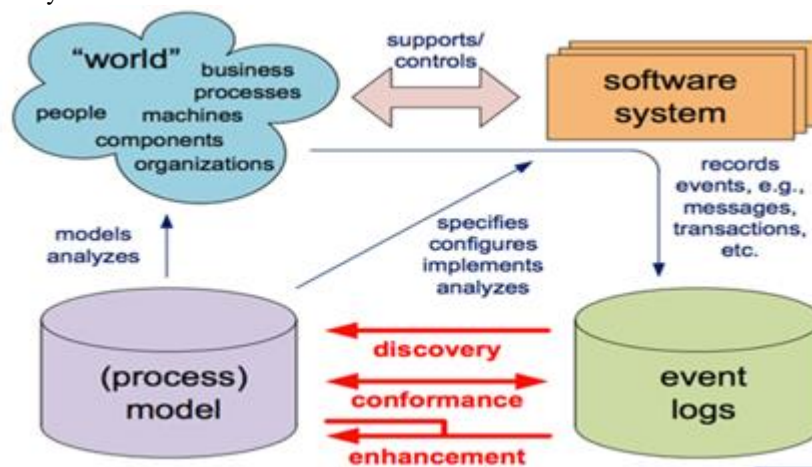 “world”
business
processes
people
machines
components
organizations
supports/
controls
software
system
records
events, e.g.,
messages,
transactions,
etc.
models
analyzes
specifies
configures
implements
analyzes
discovery
conformance
enhancement
(process)
model
event
logs